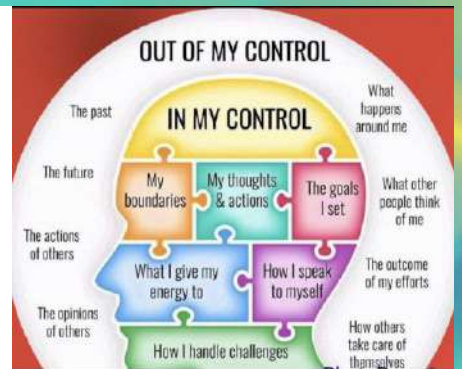 OUT OF MY CONTROL
IN MY CONTROL
The past
The future
The actions
of others
The opinions
of others
What
happens
around me
What other
people think
of me
The outcome
of my efforts
How others
take care of
themselves
My
boundaries
My thoughts
& actions
The goals
I set
What I give my
energy to
How I speak
to myself
How I handle challenges